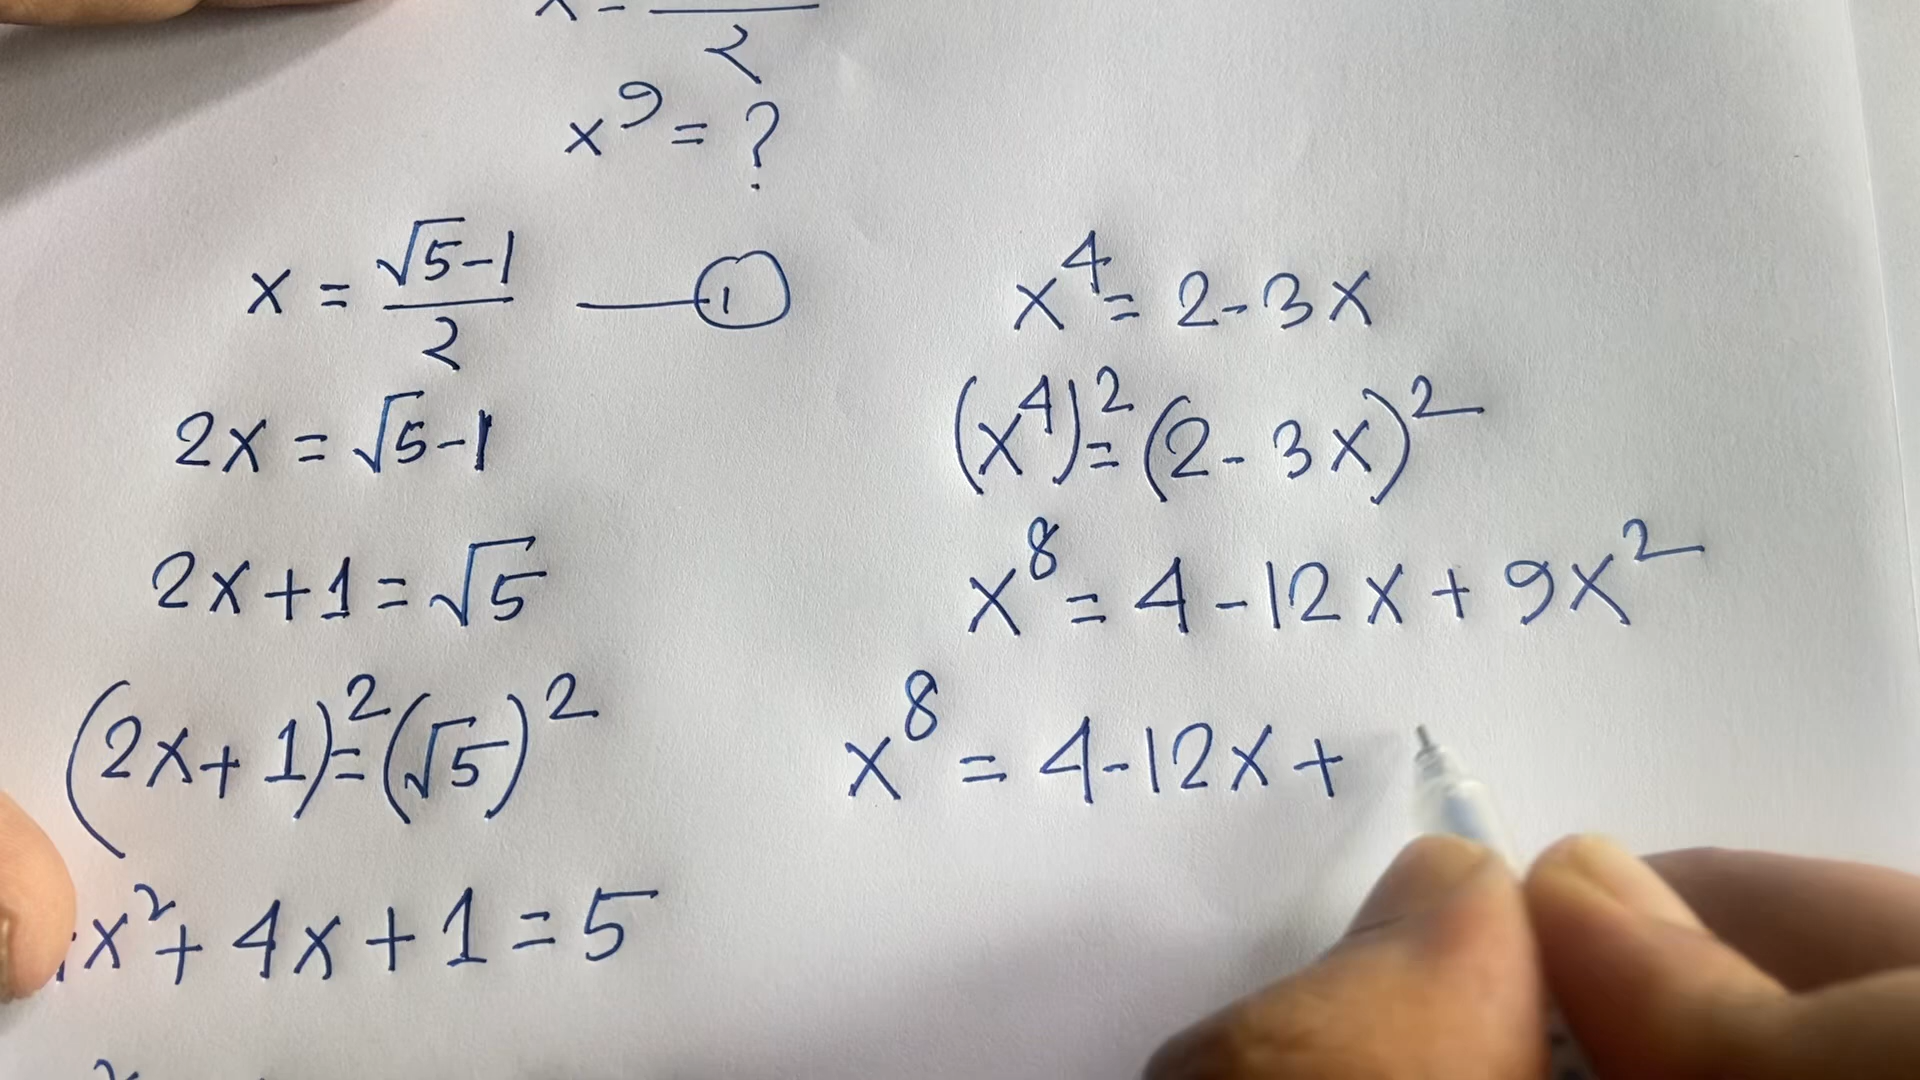 2
x⁹ = ?
x = (√5-1)/2 —— ①
2x = √5-1
2x+1 = √5
(2x+1)² = (√5)²
x² + 4x + 1 = 5
x⁴ = 2-3x
(x⁴)² = (2-3x)²
x⁸ = 4-12x+9x²
x⁸ = 4-12x+